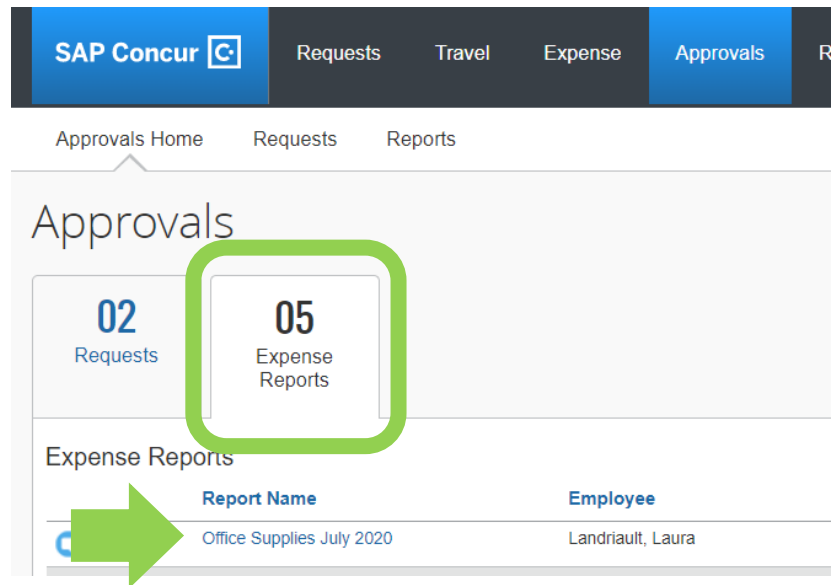 SAP Concur C. Requests Travel Expense Approvals R
Approvals Home Requests Reports
Approvals
02
Requests
05
Expense
Reports
Expense Reports
Report Name Employee
Office Supplies July 2020 Landriault, Laura